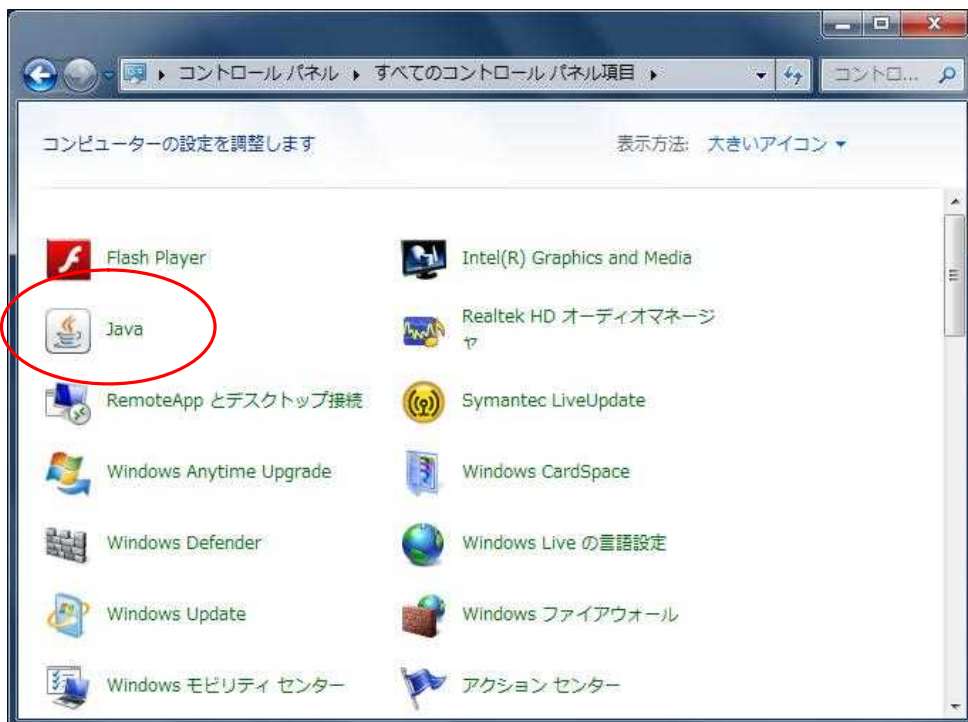 コントロール パネル ▸ すべてのコントロール パネル項目 ▸
コントロ...
コンピューターの設定を調整します
表示方法: 大きいアイコン
Flash Player
Intel(R) Graphics and Media
Java
Realtek HD オーディオマネージ
ャ
RemoteApp とデスクトップ接続
Symantec LiveUpdate
Windows Anytime Upgrade
Windows CardSpace
Windows Defender
Windows Live の言語設定
Windows Update
Windows ファイアウォール
Windows モビリティ センター
アクション センター